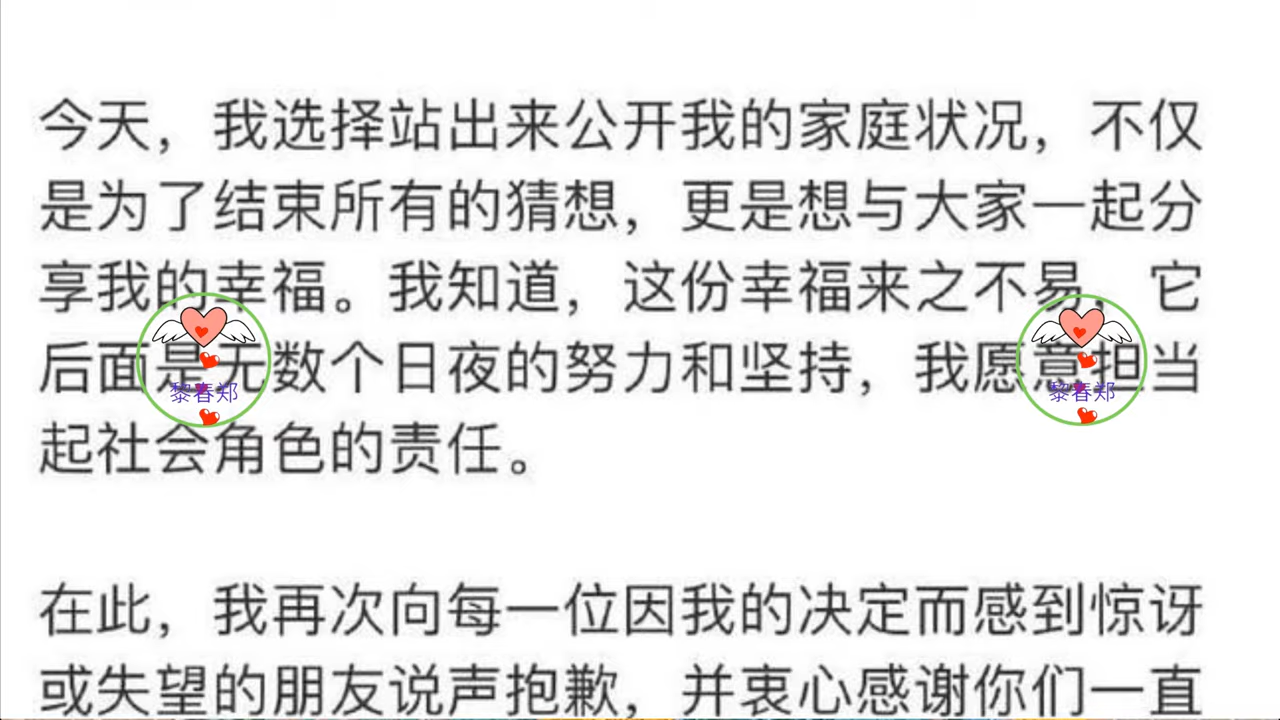 今天，我选择站出来公开我的家庭状况，不仅
是为了结束所有的猜想，更是想与大家一起分
享我的幸福。我知道，这份幸福来之不易，它
后面是无数个日夜的努力和坚持，我愿意担当
起社会角色的责任。
在此，我再次向每一位因我的决定而感到惊讶
或失望的朋友说声抱歉，并衷心感谢你们一直
黎春郑
黎春郑